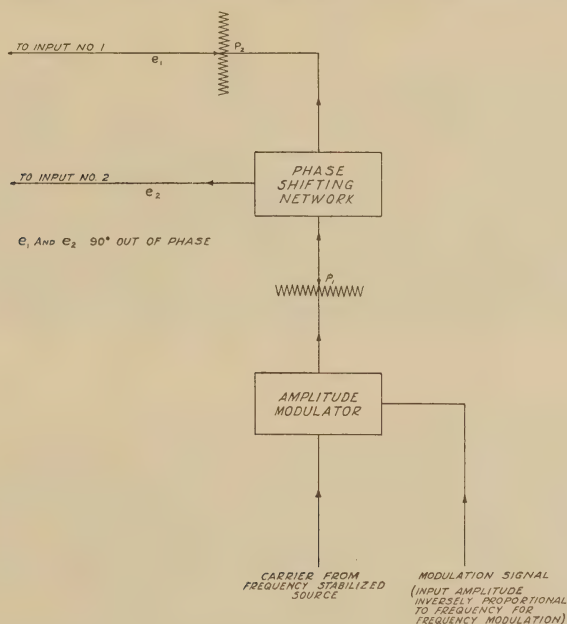 TO INPUT NO 1
e₁
P₂
PHASE
SHIFTING
NETWORK
TO INPUT NO. 2
e₂
e₁ AND e₂ 90° OUT OF PHASE
P₁
AMPLITUDE
MODULATOR
CARRIER FROM
FREQUENCY STABILIZED
SOURCE
MODULATION SIGNAL
(INPUT AMPLITUDE
INVERSELY PROPORTIONAL
TO FREQUENCY FOR
FREQUENCY MODULATION)